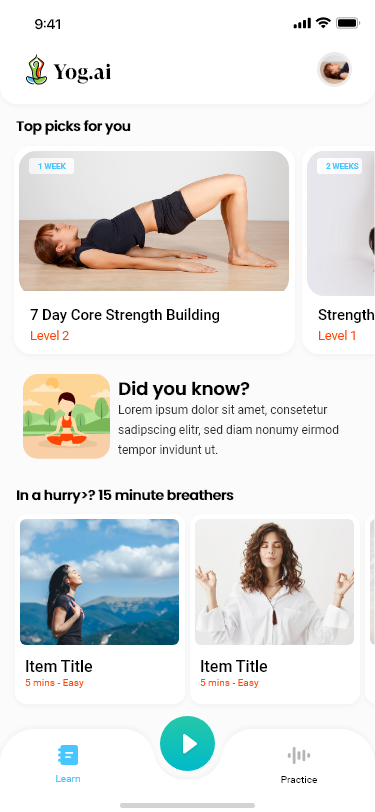 9:41
Yog.ai
Top picks for you
1 WEEK
2 WEEKS
7 Day Core Strength Building
Strength
Level 2
Level 1
Did you know?
Lorem ipsum dolor sit amet, consetetur
sadipscing elitr, sed diam nonumy eirmod
tempor invidunt ut.
In a hurry>? 15 minute breathers
Item Title
Item Title
5 mins - Easy
5 mins - Easy
Learn
Practice